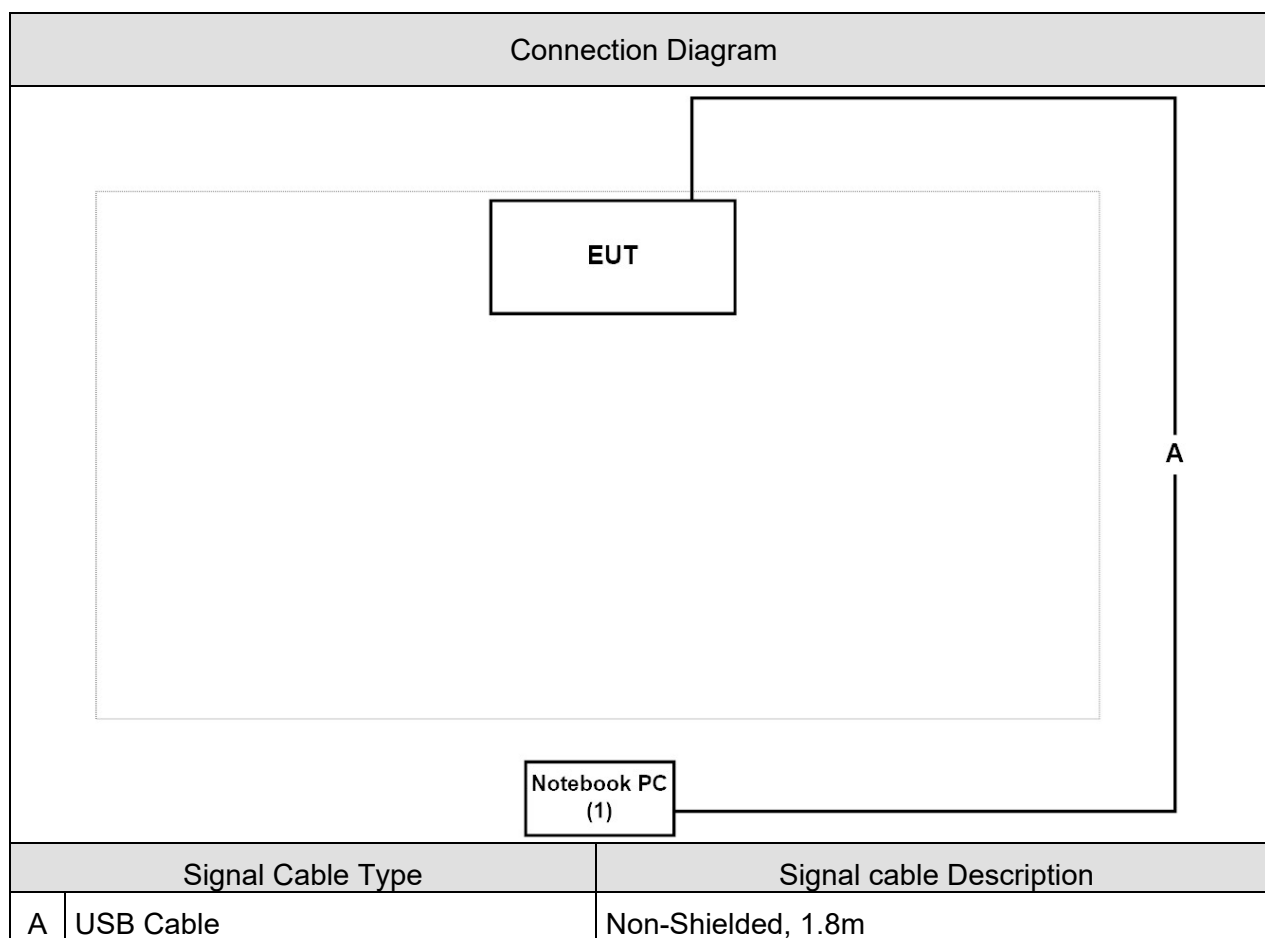 Connection Diagram
EUT
A
Notebook PC
(1)
Signal Cable Type
Signal cable Description
A
USB Cable
Non-Shielded, 1.8m